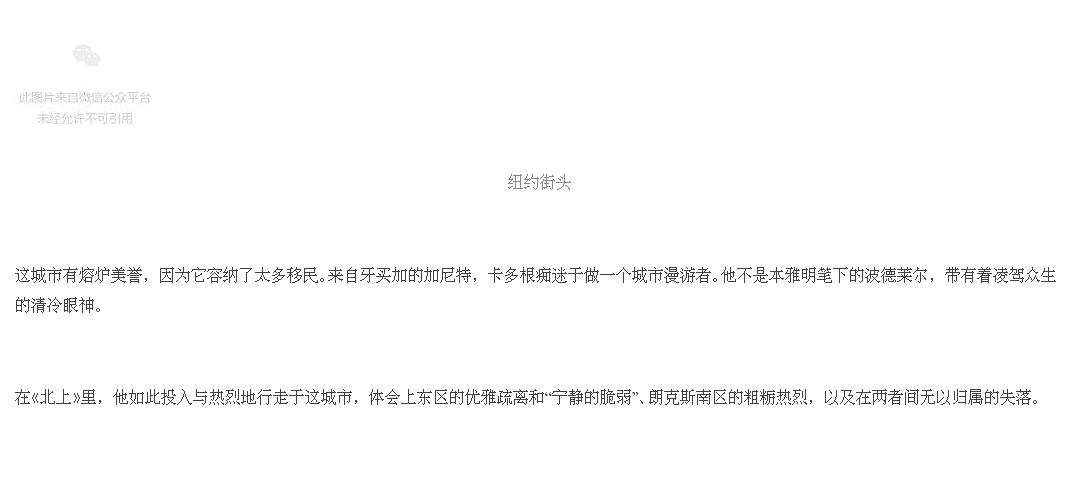 此图片来自微信公众平台
未经允许不可引用
纽约街头
这城市有熔炉美誉，因为它容纳了太多移民。来自牙买加的加尼特，卡多根痴迷于做一个城市漫游者。他不是本雅明笔下的波德莱尔，带有着凌驾众生
的清冷眼神。
在《北上》里，他如此投入与热烈地行走于这城市，体会上东区的优雅疏离和“宁静的脆弱”、朗克斯南区的粗粝热烈，以及在两者间无以归属的失落。